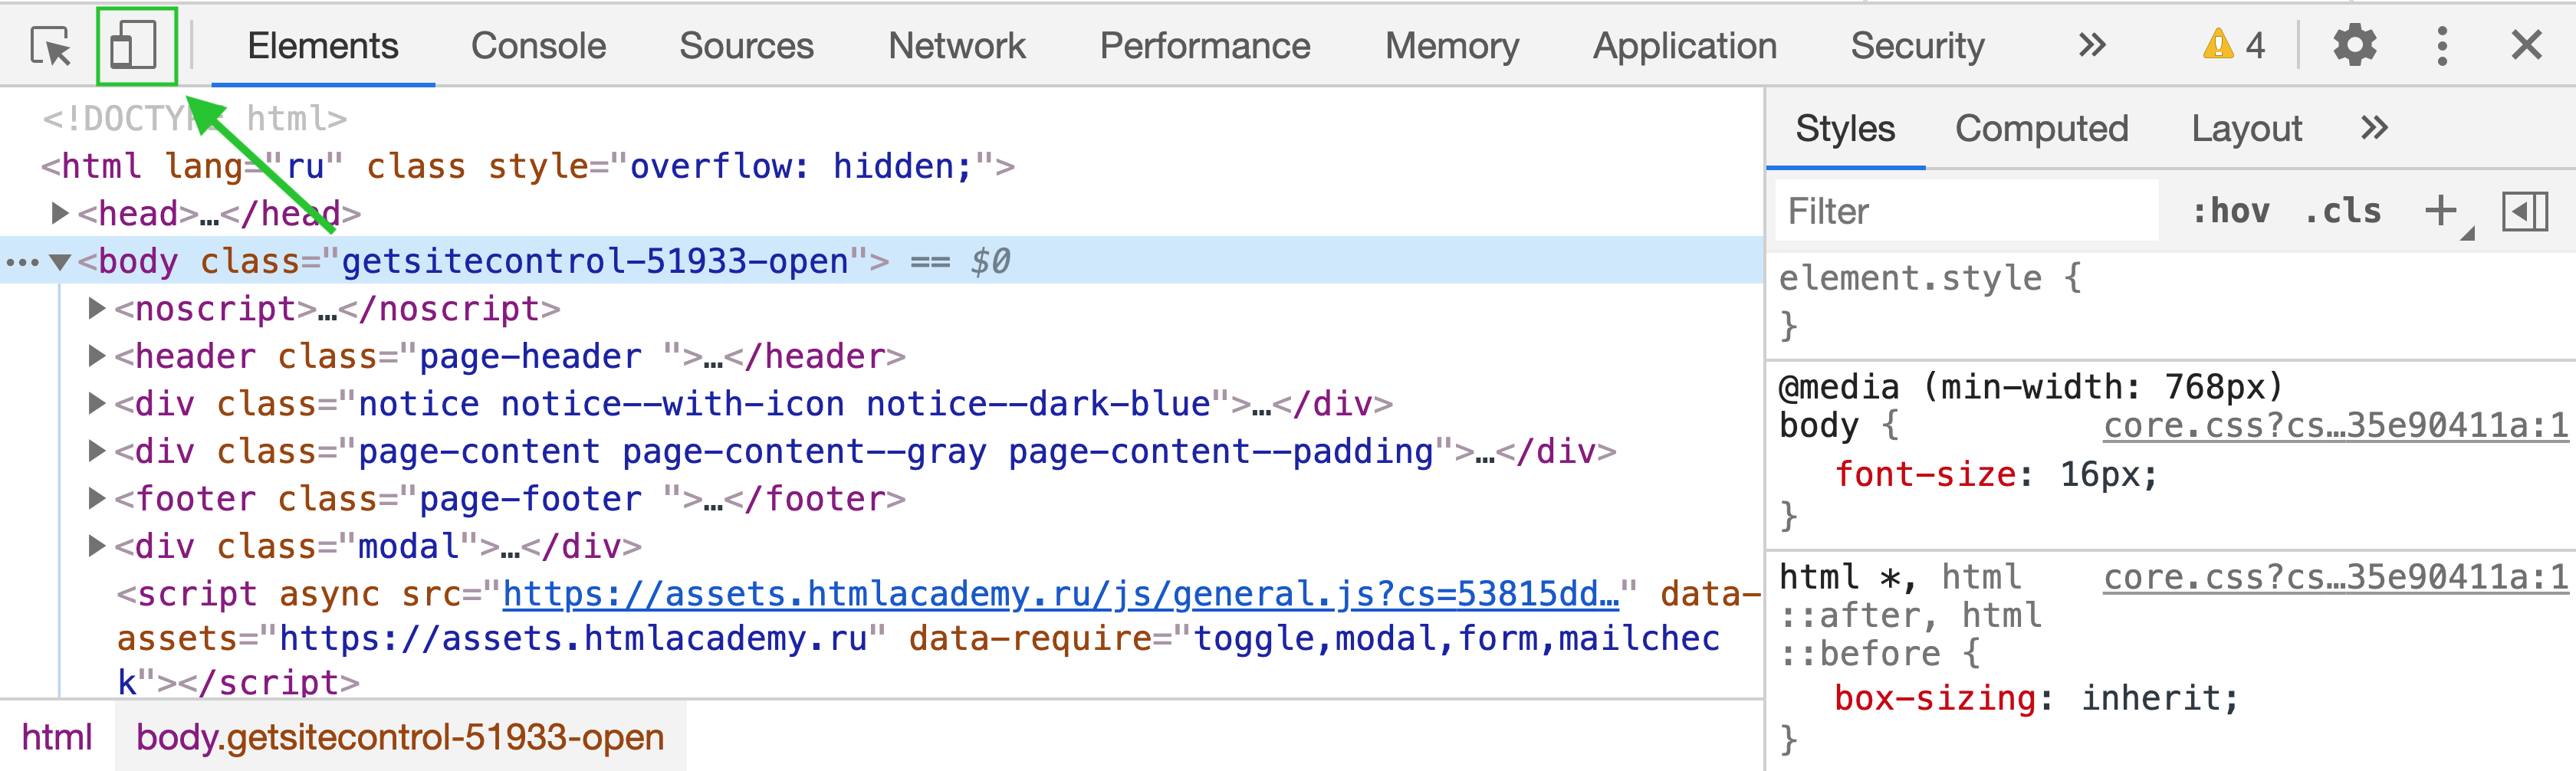 Elements Console Sources Network Performance Memory Application Security » 4
<!DOCTYPE html>
<html lang="ru" class style="overflow: hidden;">
<head>…</head>
<body class="getsitecontrol-51933-open"> == $0
<noscript>…</noscript>
<header class="page-header ">…</header>
<div class="notice notice--with-icon notice--dark-blue">…</div>
<div class="page-content page-content--gray page-content--padding">…</div>
<footer class="page-footer ">…</footer>
<div class="modal">…</div>
<script async src="https://assets.htmlacademy.ru/js/general.js?cs=53815dd…" data-
assets="https://assets.htmlacademy.ru" data-require="toggle,modal,form,mailchec
k"></script>
html body.getsitecontrol-51933-open
Styles Computed Layout »
Filter :hov .cls +
element.style {
}
@media (min-width: 768px)
body { core.css?cs…35e90411a:1
font-size: 16px;
}
html *, html core.css?cs…35e90411a:1
::after, html
::before {
box-sizing: inherit;
}